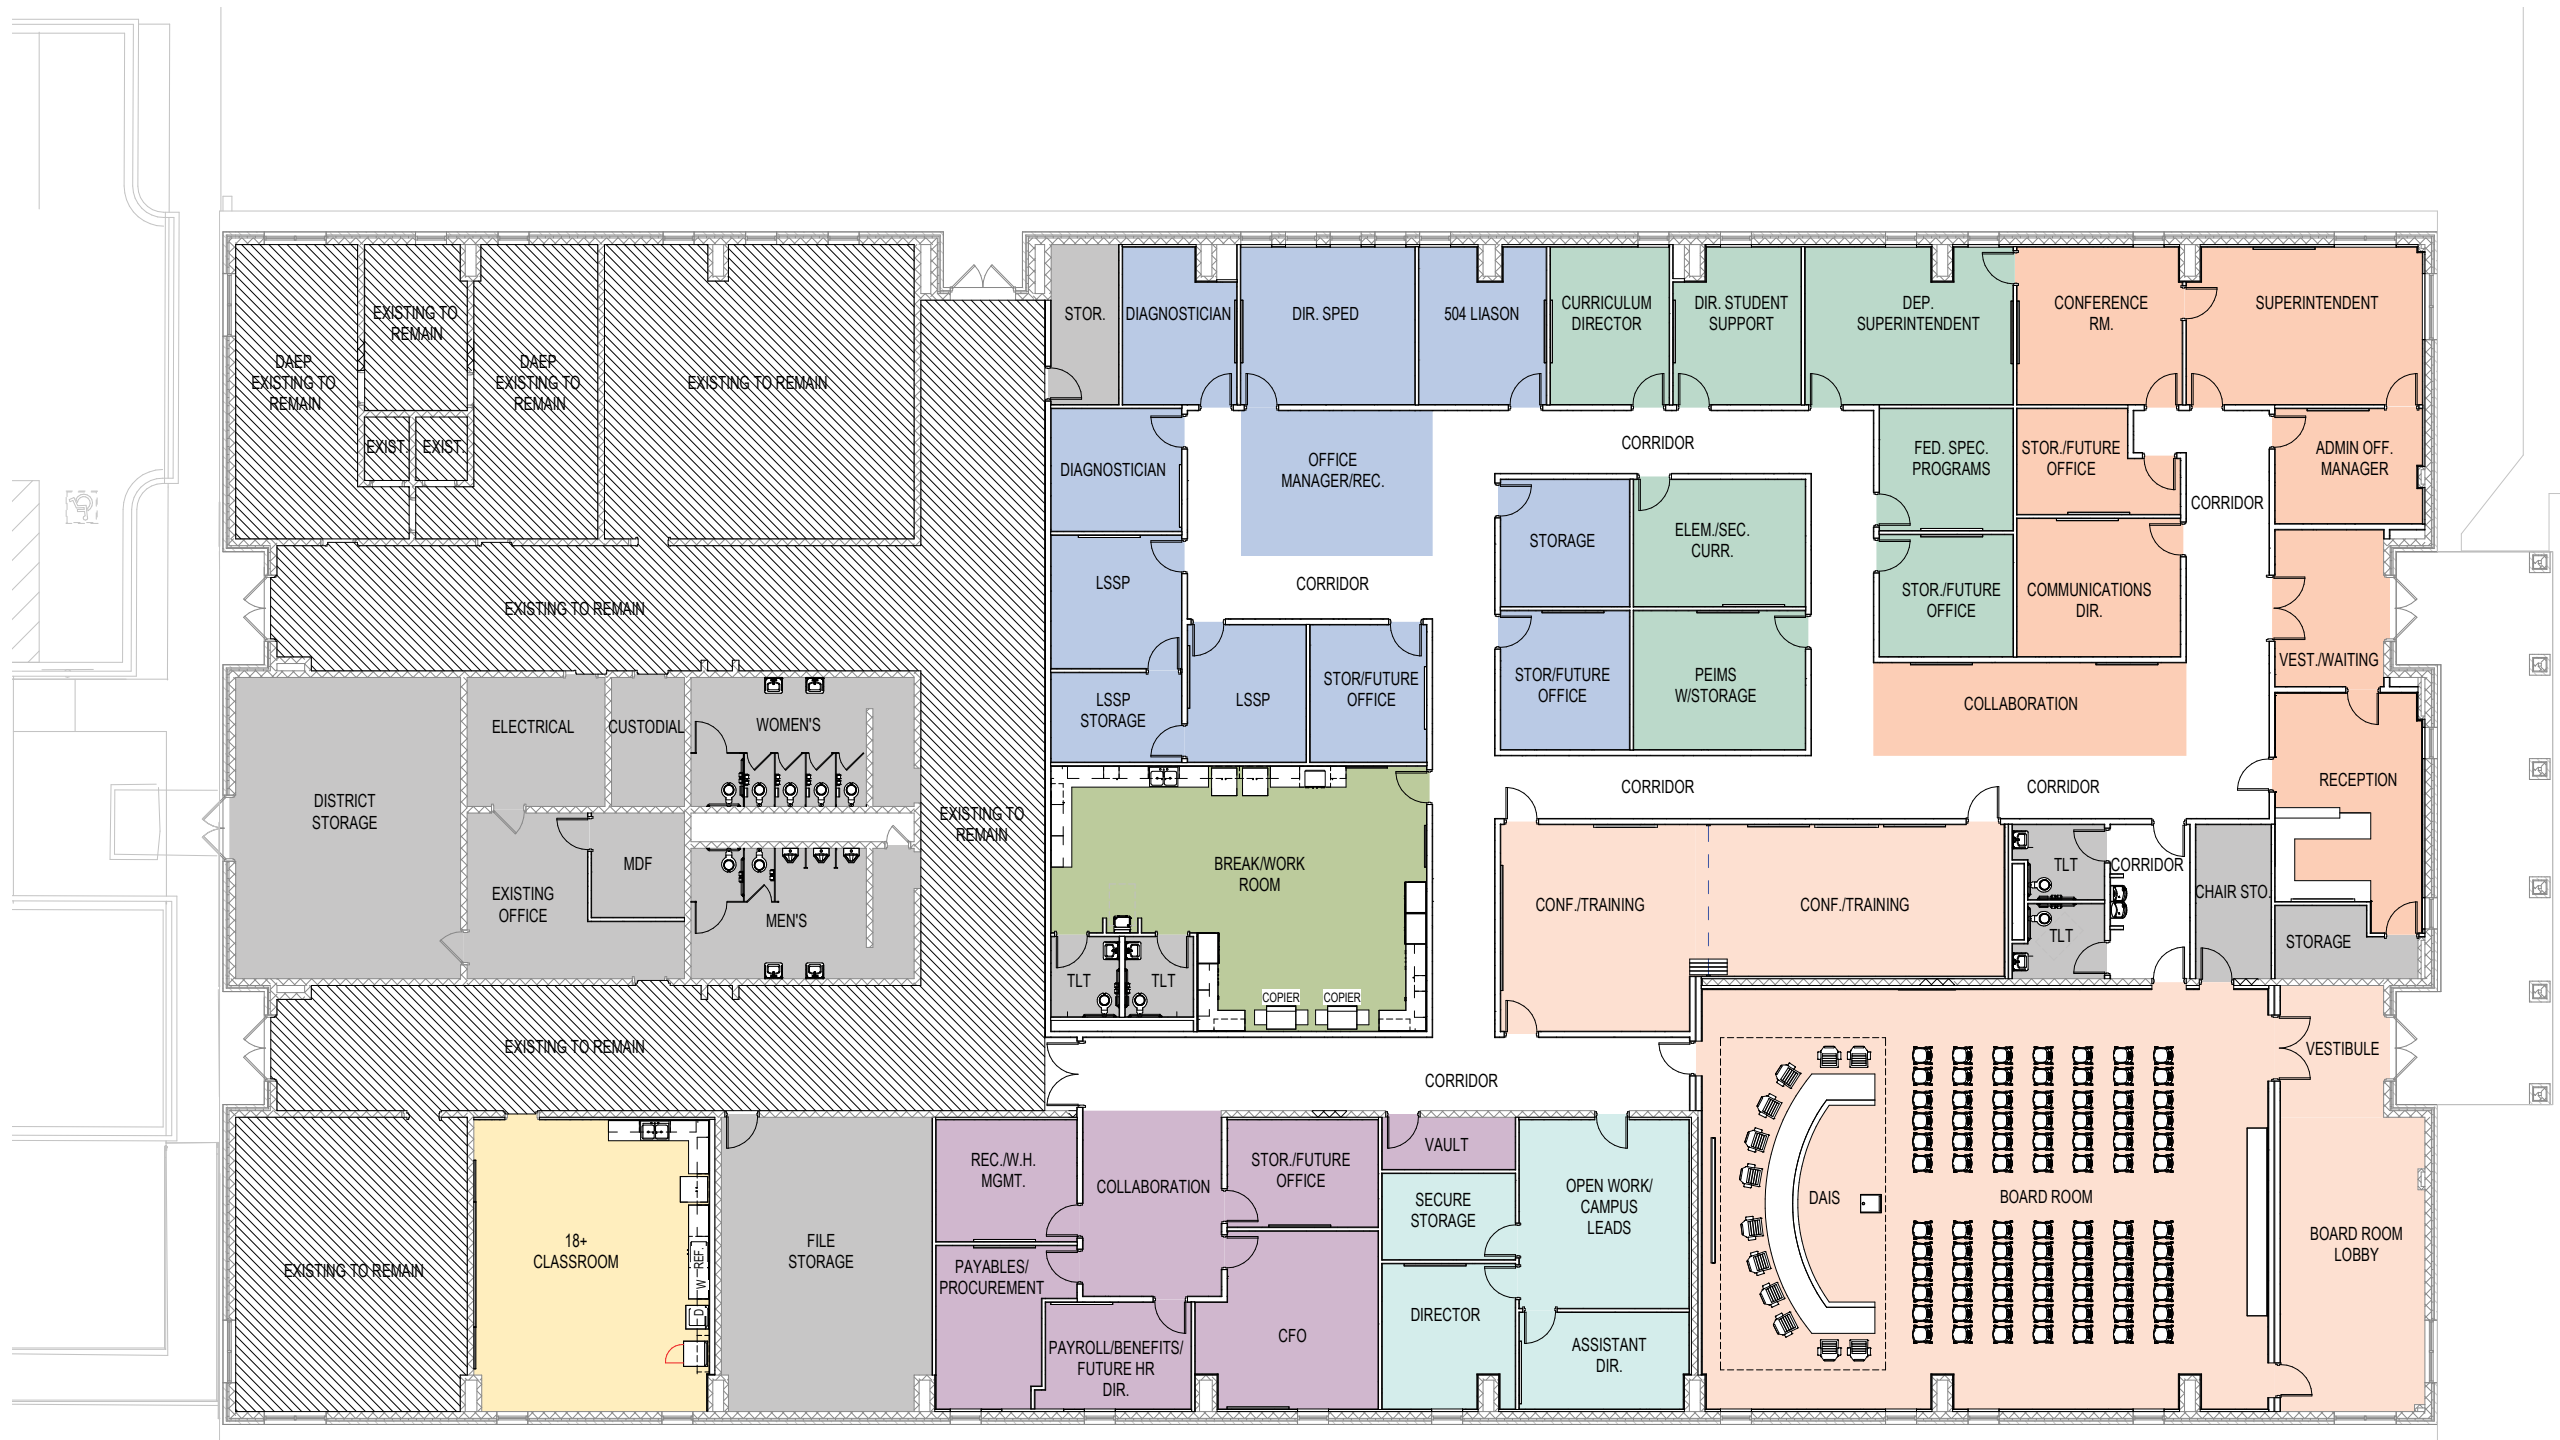 STOR.
DIAGNOSTICIAN
DIR. SPED
504 LIASON
CURRICULUM
DIRECTOR
DIR. STUDENT
SUPPORT
DEP.
SUPERINTENDENT
CONFERENCE
RM.
SUPERINTENDENT
EXISTING TO
REMAIN
DAEP
EXISTING TO
REMAIN
DAEP
EXISTING TO
REMAIN
EXISTING TO REMAIN
EXIST.
EXIST.
DIAGNOSTICIAN
OFFICE
MANAGER/REC.
CORRIDOR
FED. SPEC.
PROGRAMS
STOR./FUTURE
OFFICE
ADMIN OFF.
MANAGER
CORRIDOR
STORAGE
ELEM./SEC.
CURR.
LSSP
CORRIDOR
STOR./FUTURE
OFFICE
COMMUNICATIONS
DIR.
EXISTING TO REMAIN
VEST./WAITING
LSSP
STORAGE
LSSP
STOR/FUTURE
OFFICE
STOR/FUTURE
OFFICE
PEIMS
W/STORAGE
COLLABORATION
ELECTRICAL
CUSTODIAL
WOMEN'S
DISTRICT
STORAGE
EXISTING TO
REMAIN
CORRIDOR
CORRIDOR
RECEPTION
MDF
EXISTING
OFFICE
MEN'S
BREAK/WORK
ROOM
CONF./TRAINING
CONF./TRAINING
TLT
CORRIDOR
CHAIR STO.
TLT
STORAGE
TLT
TLT
COPIER
COPIER
EXISTING TO REMAIN
CORRIDOR
VESTIBULE
REC./W.H.
MGMT.
COLLABORATION
STOR./FUTURE
OFFICE
VAULT
SECURE
STORAGE
OPEN WORK/
CAMPUS
LEADS
DAIS
BOARD ROOM
BOARD ROOM
LOBBY
EXISTING TO REMAIN
18+
CLASSROOM
REF.
W
D
FILE
STORAGE
PAYABLES/
PROCUREMENT
PAYROLL/BENEFITS/
FUTURE HR
DIR.
CFO
DIRECTOR
ASSISTANT
DIR.